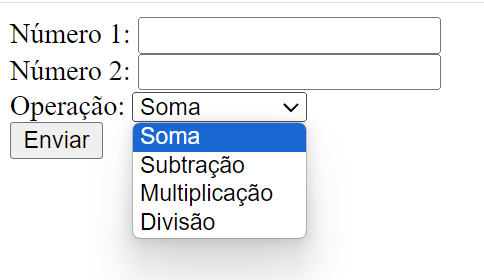 Número 1:
Número 2:
Operação: Soma
Enviar
Soma
Subtração
Multiplicação
Divisão